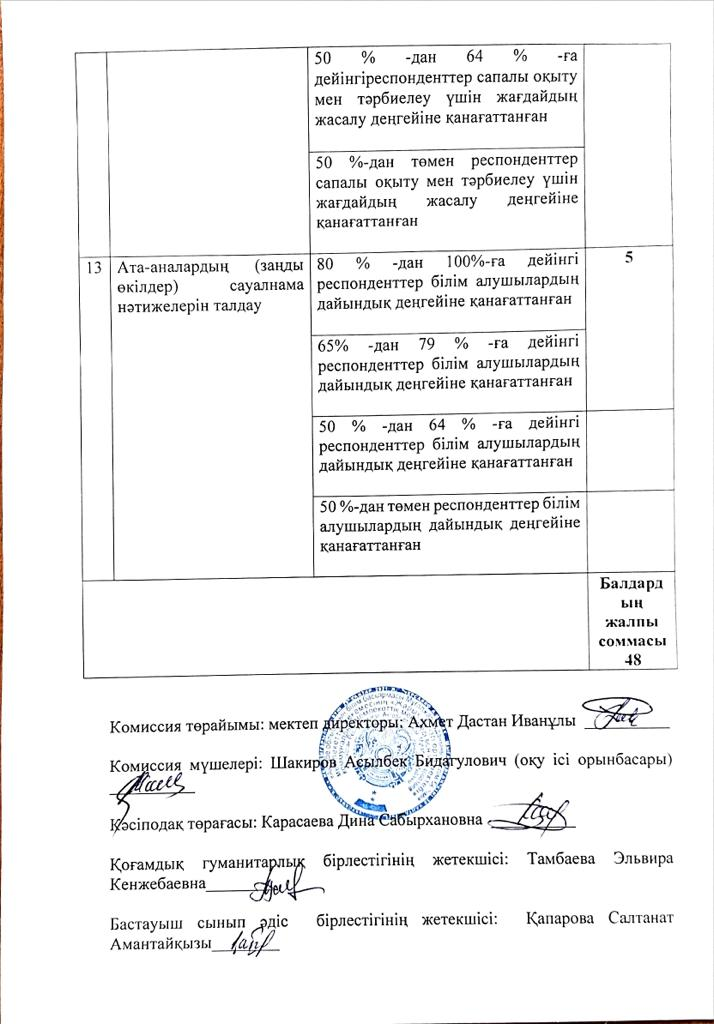 50 % -дан 64 % -ға
дейінгіреспонденттер сапалы оқыту
мен тәрбиелеу үшін жағдайдың
жасалу деңгейіне қанағаттанған
50 %-дан төмен респонденттер
сапалы оқыту мен тәрбиелеу үшін
жағдайдың жасалу деңгейіне
қанағаттанған
13 Ата-аналардың (заңды
өкілдер) сауалнама
нәтижелерін талдау
80 % -дан 100%-ға дейінгі
респонденттер білім алушылардың
дайындық деңгейіне қанағаттанған
5
65% -дан 79 % -ға дейінгі
респонденттер білім алушылардың
дайындық деңгейіне қанағаттанған
50 % -дан 64 % -ға дейінгі
респонденттер білім алушылардың
дайындық деңгейіне қанағаттанған
50 %-дан төмен респонденттер білім
алушылардың дайындық деңгейіне
қанағаттанған
Балдард
ың
жалпы
соммасы
48
Комиссия төрайымы: мектеп директоры: Ахмет Дастан Иванұлы
Комиссия мүшелері: Шакиров Асылбек Бидагулович (оқу ісі орынбасары)
Кәсіподақ төрағасы: Карасаева Дина Сабырхановна
Қоғамдық гуманитарлық бірлестігінің жетекшісі: Тамбаева Эльвира
Кенжебаевна
Бастауыш сынып әдіс бірлестігінің жетекшісі: Қапарова Салтанат
Амантайқызы